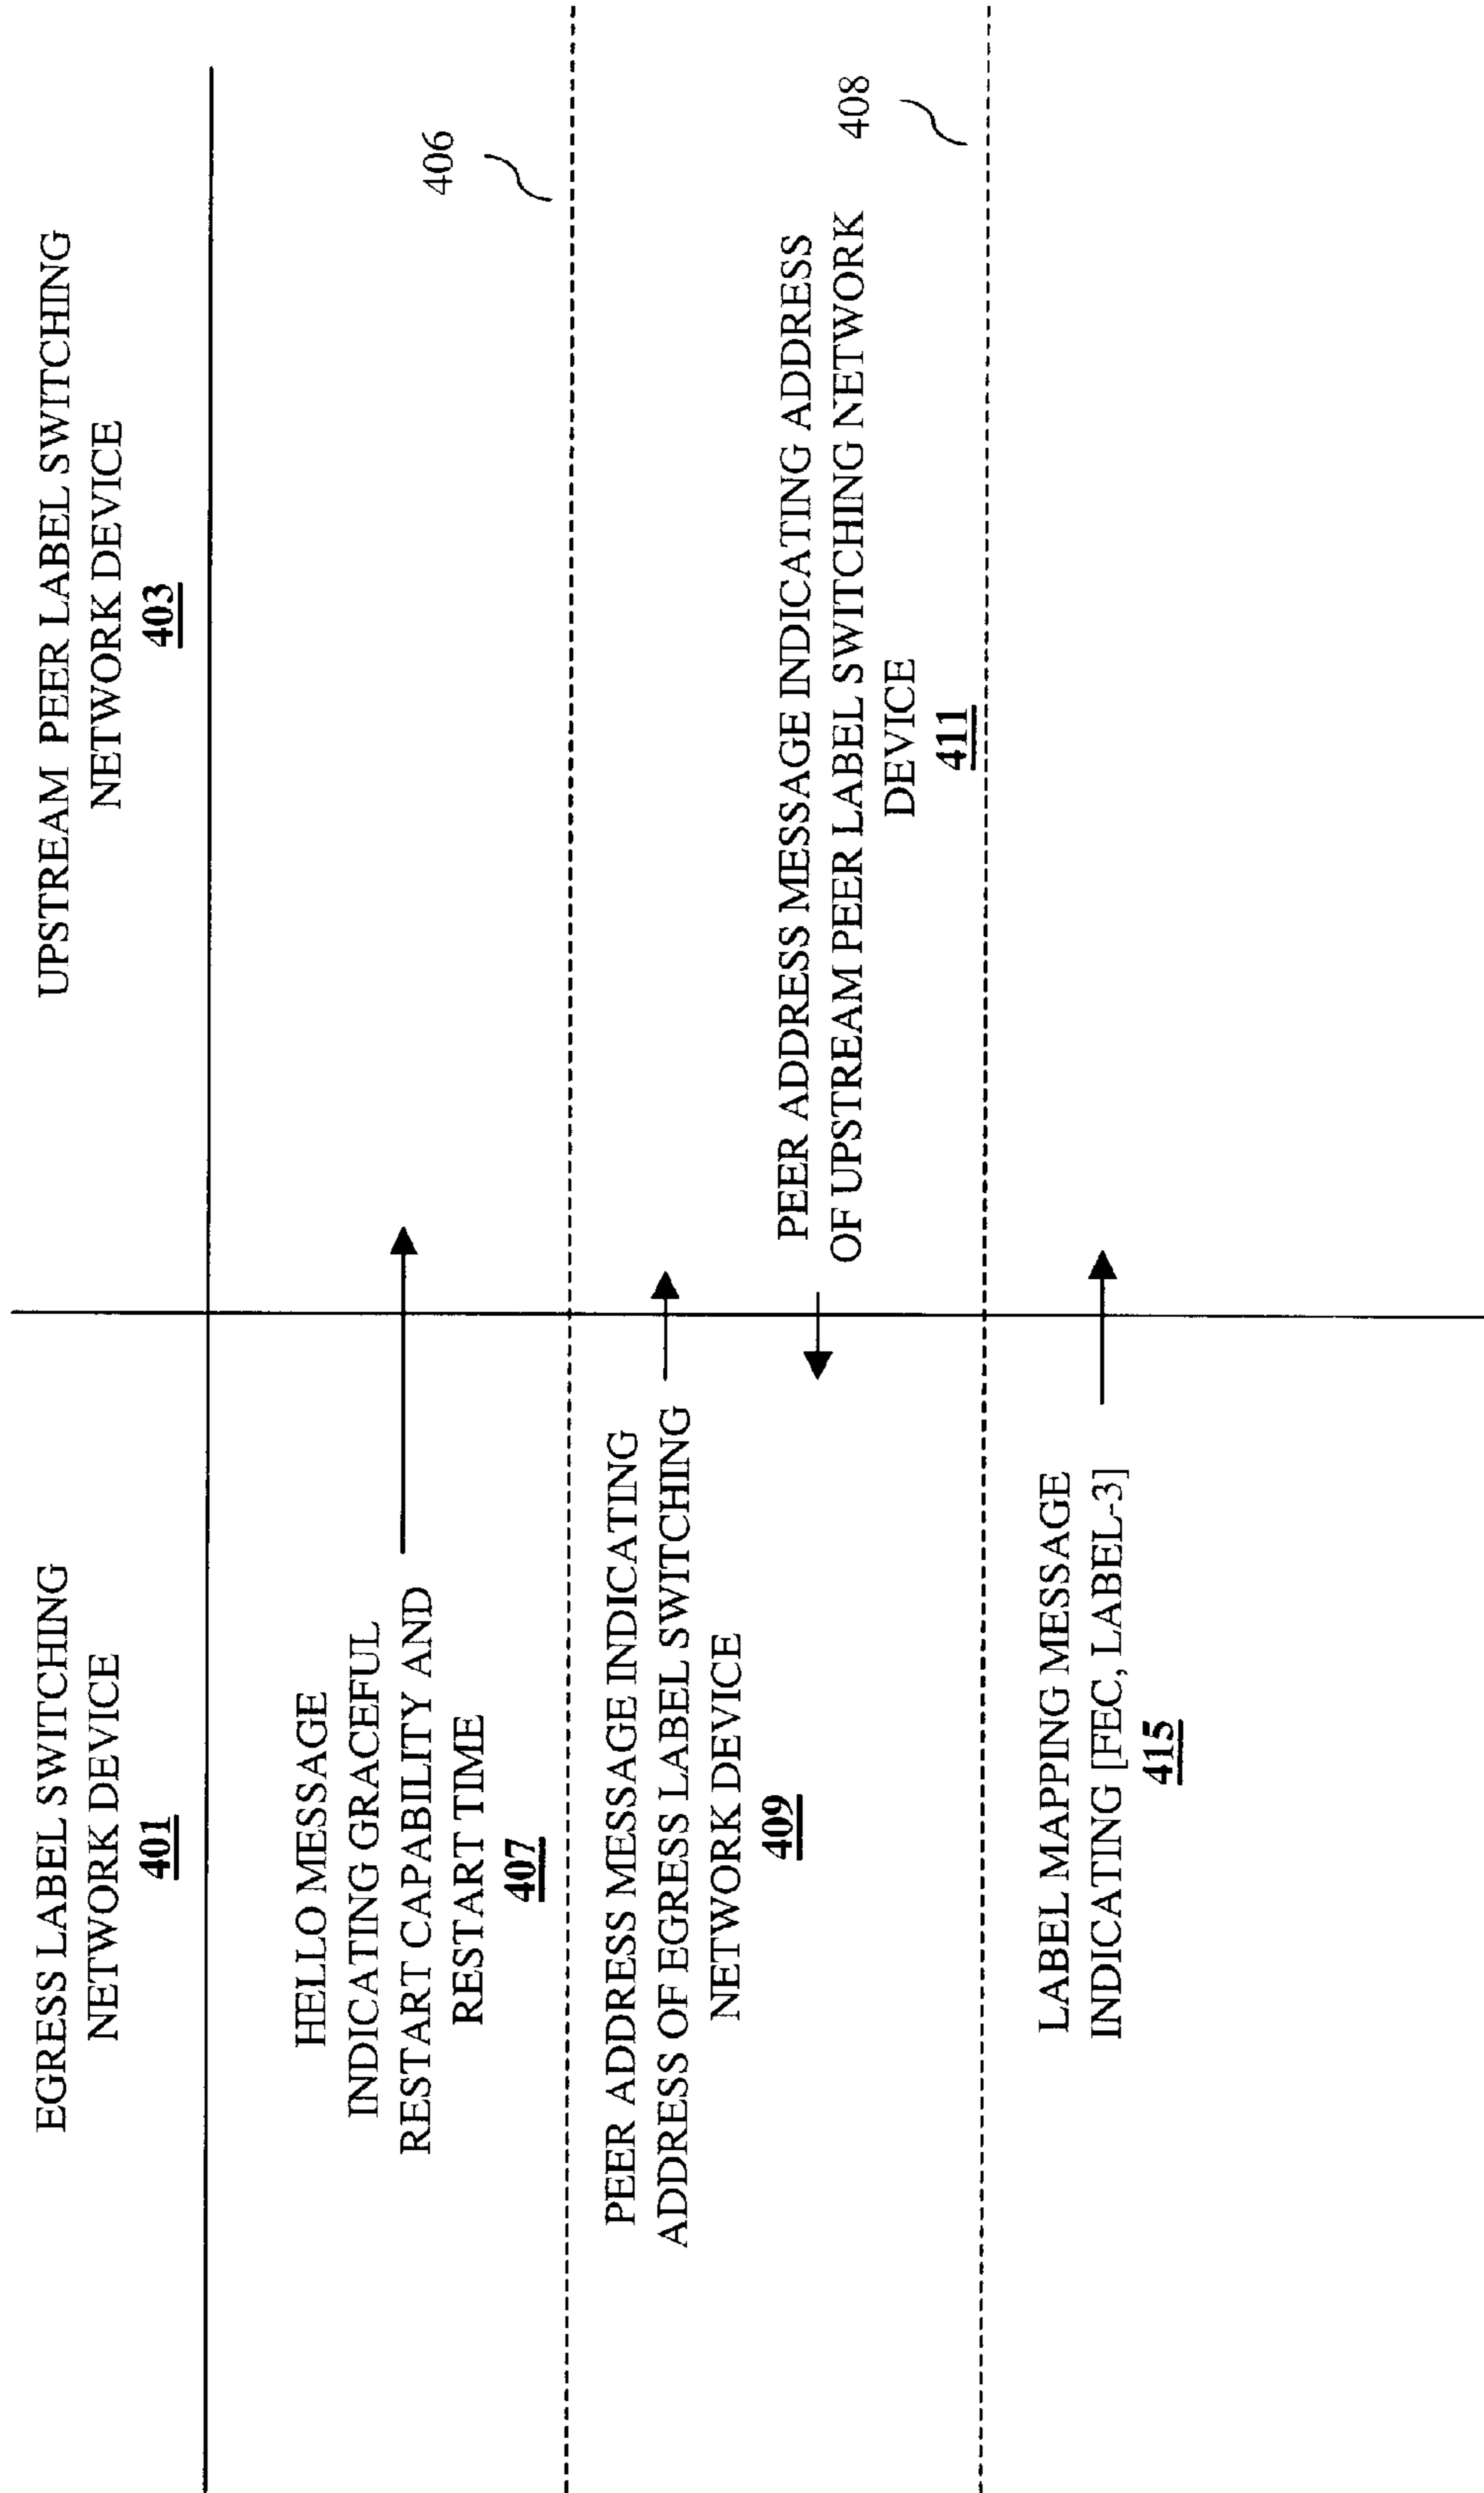 EGRESS LABEL SWITCHING
NETWORK DEVICE
401
UPSTREAM PEER LABEL SWITCHING
NETWORK DEVICE
403
HELLO MESSAGE
INDICATING GRACEFUL
RESTART CAPABILITY AND
RESTART TIME
407
406
PEER ADDRESS MESSAGE INDICATING
ADDRESS OF EGRESS LABEL SWITCHING
NETWORK DEVICE
409
PEER ADDRESS MESSAGE INDICATING ADDRESS
OF UPSTREAM PEER LABEL SWITCHING NETWORK
DEVICE
411
408
LABEL MAPPING MESSAGE
INDICATING [FEC, LABEL-3]
415